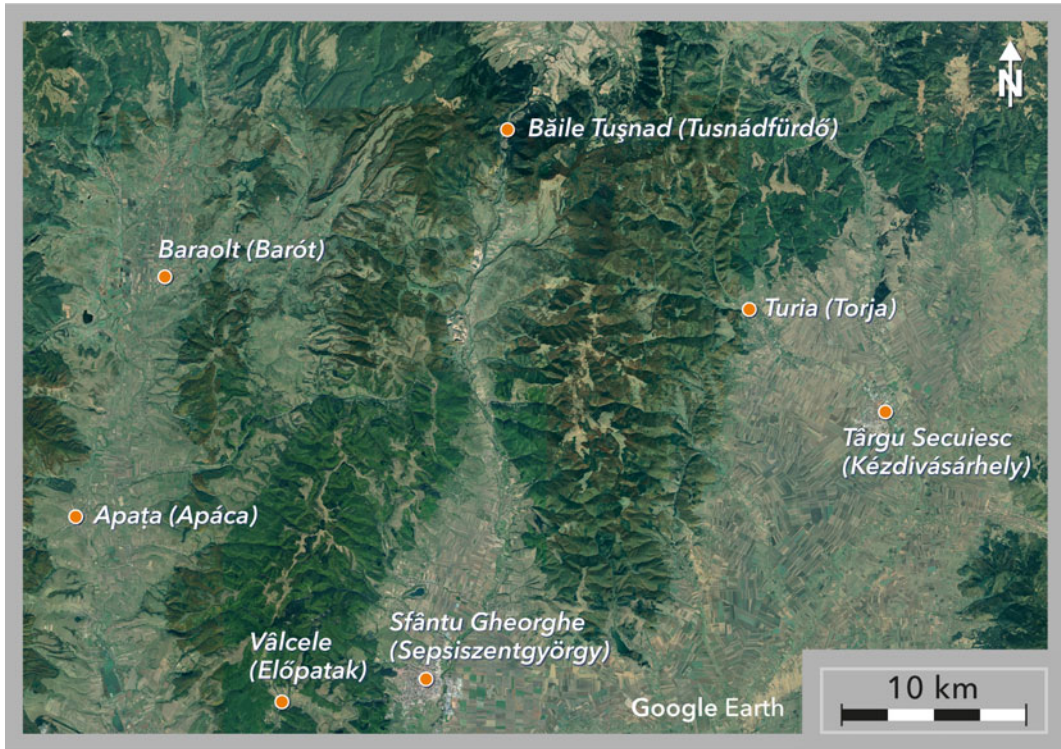 N
Băile Tuşnad (Tusnádfürdő)
Baraolt (Barót)
Turia (Torja)
Târgu Secuiesc
(Kézdivásárhely)
Apața (Apáca)
Sfântu Gheorghe
(Sepsiszentgyörgy)
Vâlcele
(Előpatak)
Google Earth
10 km